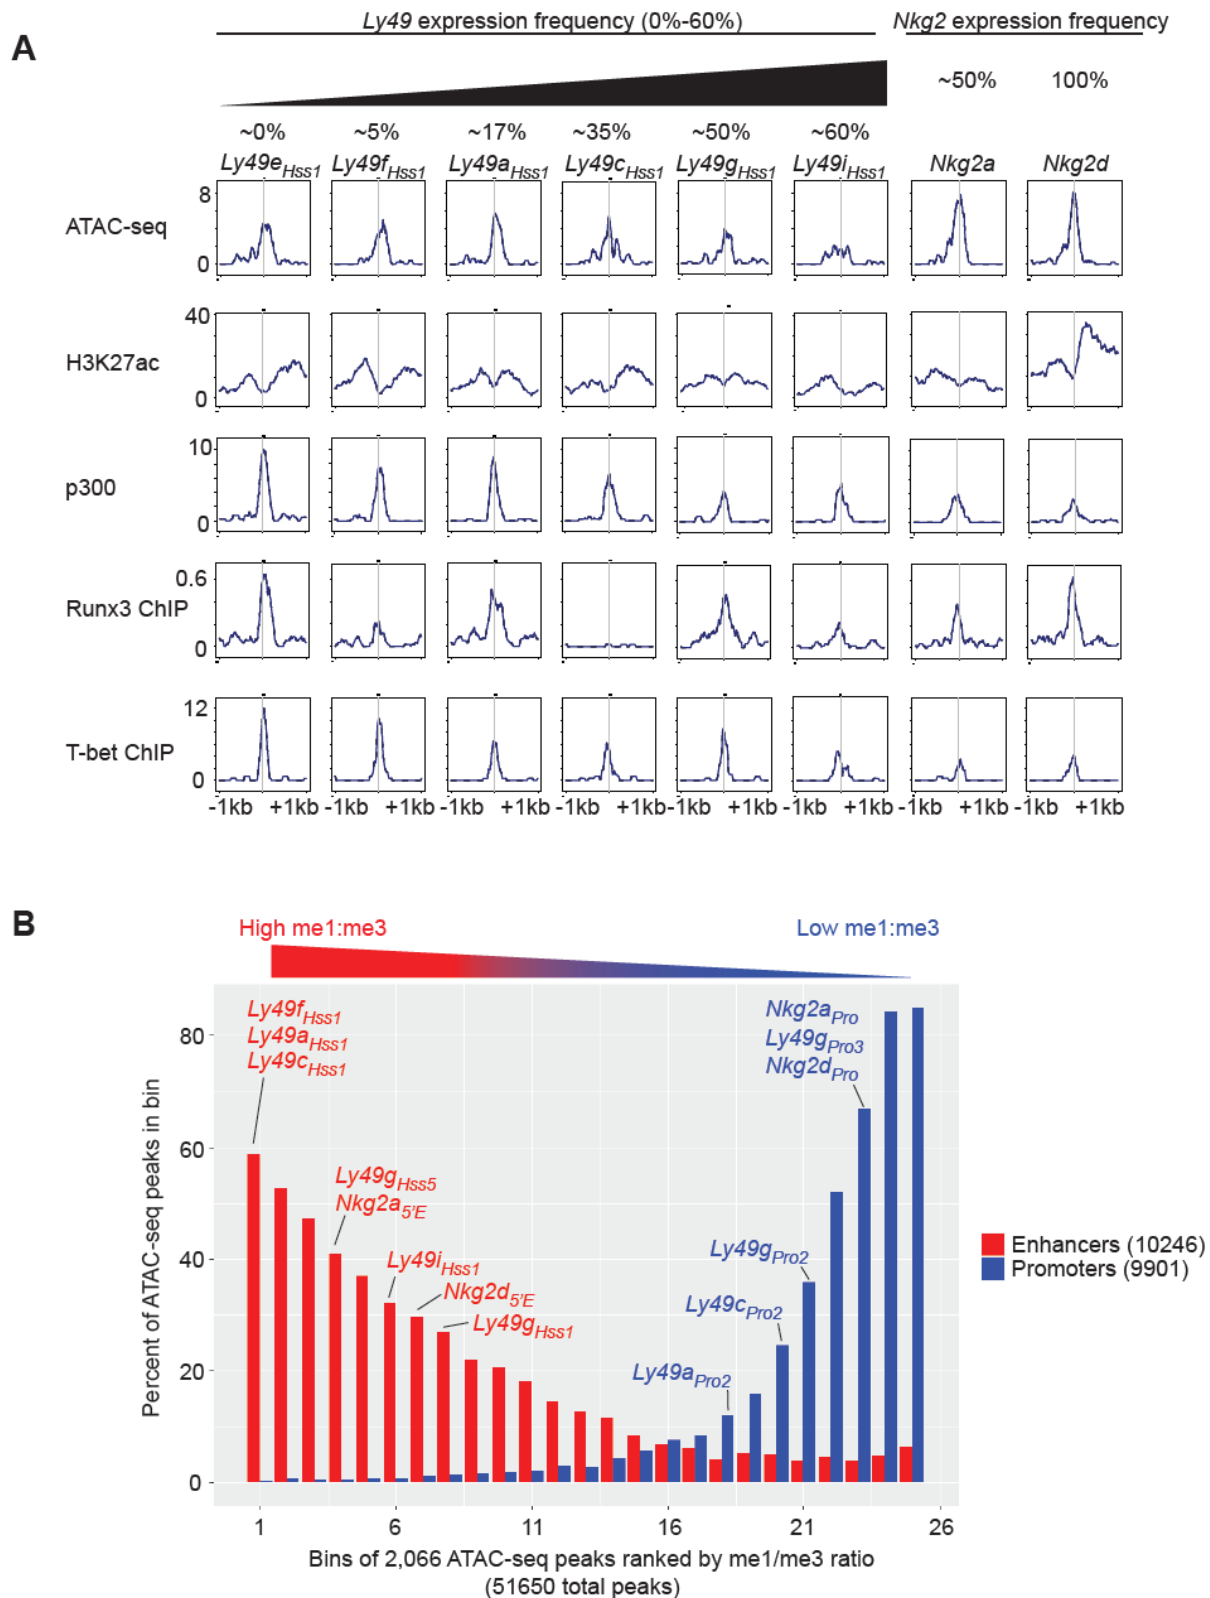 A
Ly49 expression frequency (0%-60%) Nkg2 expression frequency
~50% 100%
~0% ~5% ~17% ~35% ~50% ~60%
Ly49eHss1 Ly49fHss1 Ly49aHss1 Ly49cHss1 Ly49gHss1 Ly49iHss1 Nkg2a Nkg2d
8
ATAC-seq
0
40
H3K27ac
0
10
p300
0
0.6
Runx3 ChIP
0
12
T-bet ChIP
0
-1kb +1kb -1kb +1kb -1kb +1kb -1kb +1kb -1kb +1kb -1kb +1kb -1kb +1kb -1kb +1kb
B
High me1:me3 Low me1:me3
Ly49fHss1
Ly49aHss1
Ly49cHss1
Nkg2aPro
Ly49gPro3
Nkg2dPro
Ly49gHss5
Nkg2a5'E
Ly49iHss1
Nkg2d5'E
Ly49gHss1
Ly49gPro2
Ly49cPro2
Ly49aPro2
80
60
40
20
0
Percent of ATAC-seq peaks in bin
Enhancers (10246)
Promoters (9901)
1 6 11 16 21 26
Bins of 2,066 ATAC-seq peaks ranked by me1/me3 ratio
(51650 total peaks)